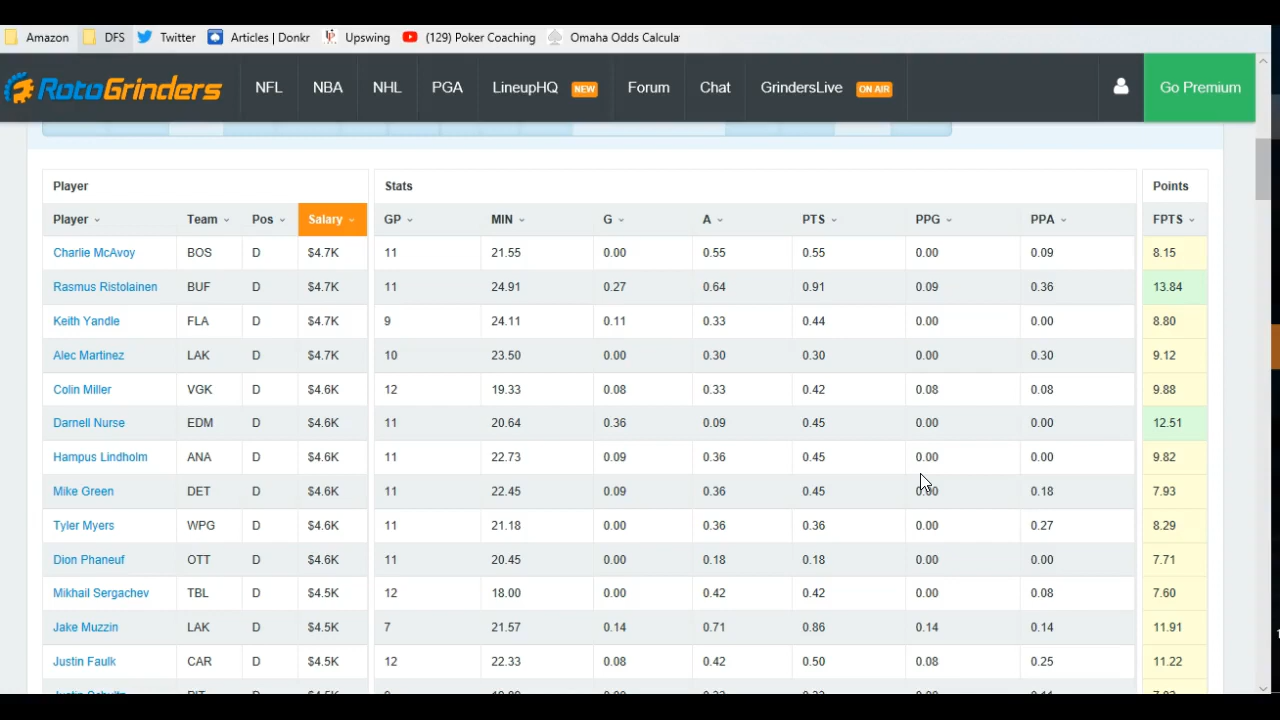 Amazon DFS Twitter Articles | Donkr Upswing (129) Poker Coaching Omaha Odds Calcula
RotoGrinders NFL NBA NHL PGA LineupHQ NEW Forum Chat GrindersLive ON AIR Go Premium
Player Stats Points
Player Team Pos Salary GP MIN G A PTS PPG PPA FPTS
Charlie McAvoy BOS D $4.7K 11 21.55 0.00 0.55 0.55 0.00 0.09 8.15
Rasmus Ristolainen BUF D $4.7K 11 24.91 0.27 0.64 0.91 0.09 0.36 13.84
Keith Yandle FLA D $4.7K 9 24.11 0.11 0.33 0.44 0.00 0.00 8.80
Alec Martinez LAK D $4.7K 10 23.50 0.00 0.30 0.30 0.00 0.30 9.12
Colin Miller VGK D $4.6K 12 19.33 0.08 0.33 0.42 0.08 0.08 9.88
Darnell Nurse EDM D $4.6K 11 20.64 0.36 0.09 0.45 0.00 0.00 12.51
Hampus Lindholm ANA D $4.6K 11 22.73 0.09 0.36 0.45 0.00 0.00 9.82
Mike Green DET D $4.6K 11 22.45 0.09 0.36 0.45 0.00 0.18 7.93
Tyler Myers WPG D $4.6K 11 21.18 0.00 0.36 0.36 0.00 0.27 8.29
Dion Phaneuf OTT D $4.6K 11 20.45 0.00 0.18 0.18 0.00 0.00 7.71
Mikhail Sergachev TBL D $4.5K 12 18.00 0.00 0.42 0.42 0.00 0.08 7.60
Jake Muzzin LAK D $4.5K 7 21.57 0.14 0.71 0.86 0.14 0.14 11.91
Justin Faulk CAR D $4.5K 12 22.33 0.08 0.42 0.50 0.08 0.25 11.22